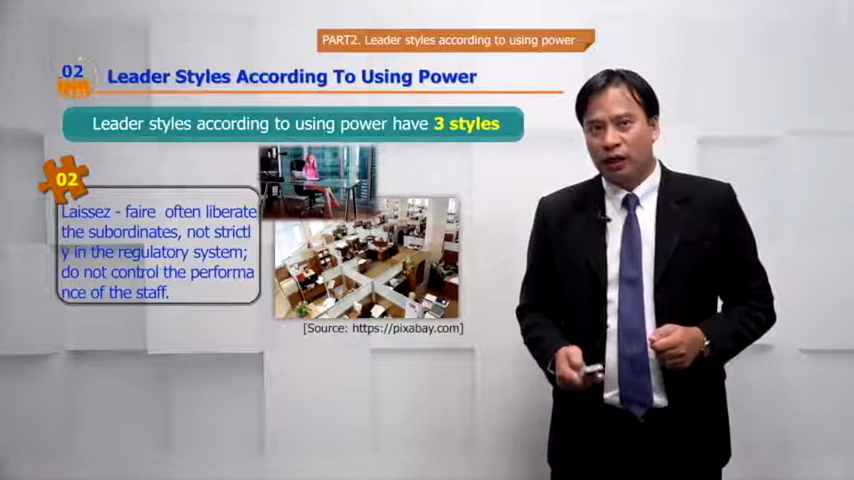 PART2. Leader styles according to using power
02
Leader Styles According To Using Power
Leader styles according to using power have 3 styles
02
Laissez - faire often liberate
the subordinates, not strictl
y in the regulatory system;
do not control the performa
nce of the staff.
[Source: https://pixabay.com]